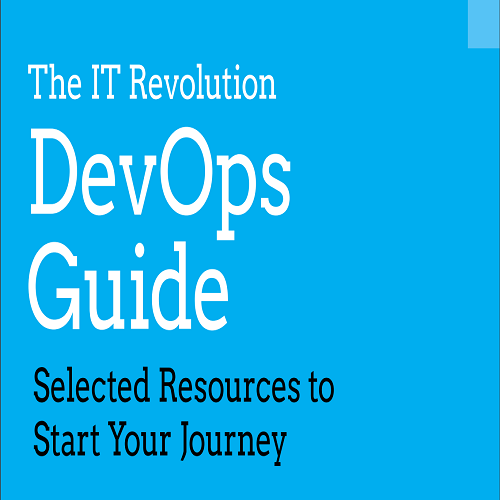 The IT Revolution
DevOps
Guide
Selected Resources to
Start Your Journey